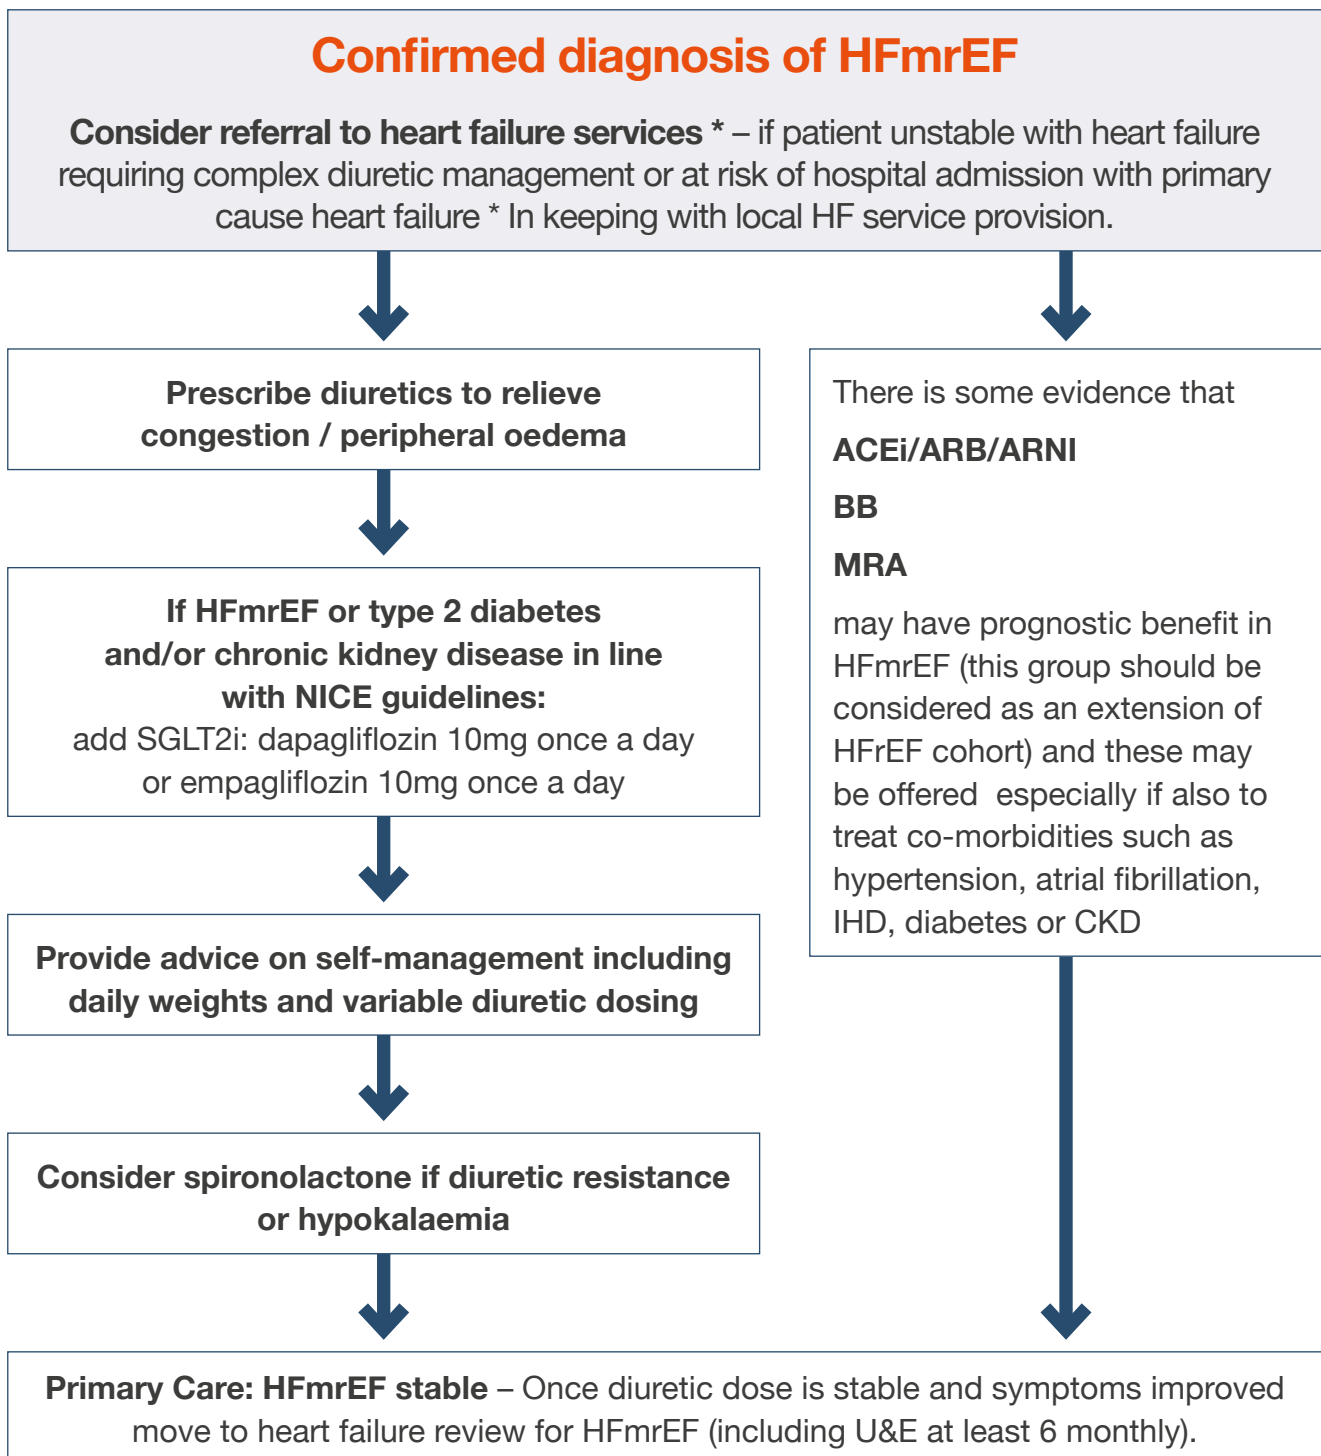 Confirmed diagnosis of HFmrEF
Consider referral to heart failure services * – if patient unstable with heart failure
requiring complex diuretic management or at risk of hospital admission with primary
cause heart failure * In keeping with local HF service provision.
Prescribe diuretics to relieve
congestion / peripheral oedema
If HFmrEF or type 2 diabetes
and/or chronic kidney disease in line
with NICE guidelines:
add SGLT2i: dapagliflozin 10mg once a day
or empagliflozin 10mg once a day
Provide advice on self-management including
daily weights and variable diuretic dosing
Consider spironolactone if diuretic resistance
or hypokalaemia
There is some evidence that
ACEi/ARB/ARNI
BB
MRA
may have prognostic benefit in
HFmrEF (this group should be
considered as an extension of
HFrEF cohort) and these may
be offered especially if also to
treat co-morbidities such as
hypertension, atrial fibrillation,
IHD, diabetes or CKD
Primary Care: HFmrEF stable – Once diuretic dose is stable and symptoms improved
move to heart failure review for HFmrEF (including U&E at least 6 monthly).